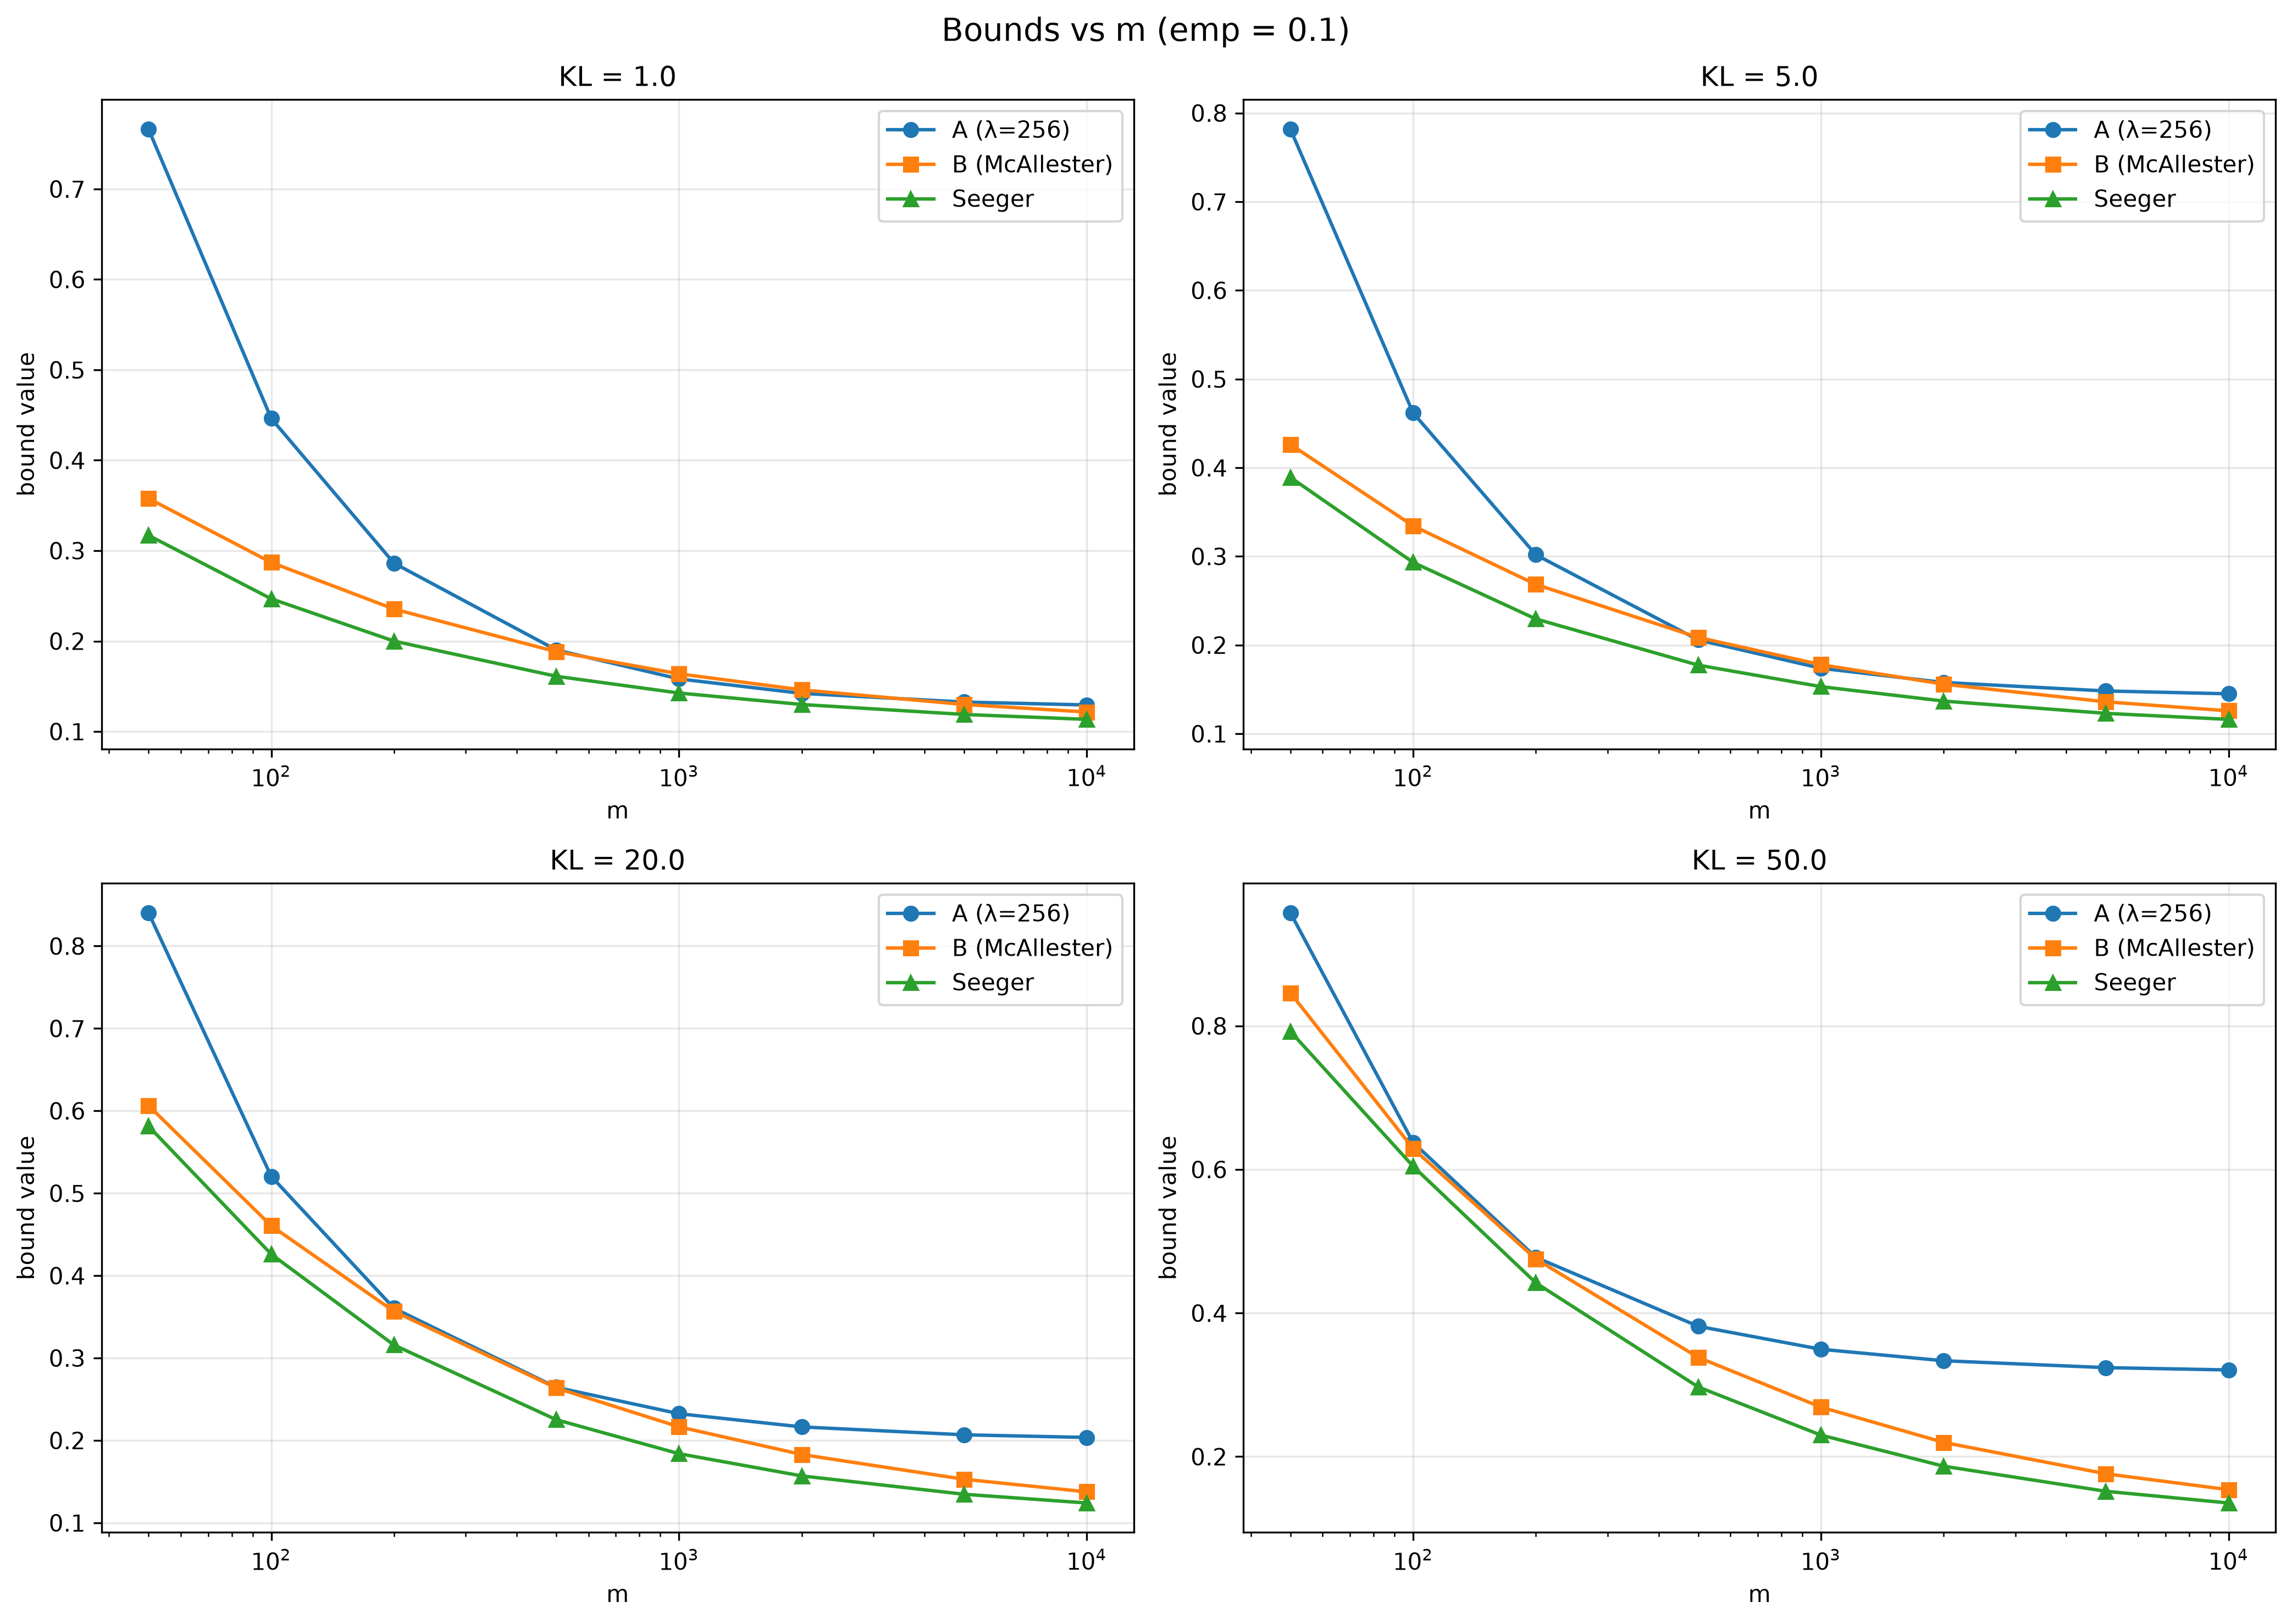 Bounds vs m (emp = 0.1)
KL = 1.0
bound value
0.7
0.6
0.5
0.4
0.3
0.2
0.1
10²
10³
10⁴
m
A (λ=256)
B (McAllester)
Seeger
KL = 5.0
bound value
0.8
0.7
0.6
0.5
0.4
0.3
0.2
0.1
10²
10³
10⁴
m
A (λ=256)
B (McAllester)
Seeger
KL = 20.0
bound value
0.8
0.7
0.6
0.5
0.4
0.3
0.2
0.1
10²
10³
10⁴
m
A (λ=256)
B (McAllester)
Seeger
KL = 50.0
bound value
0.8
0.6
0.4
0.2
10²
10³
10⁴
m
A (λ=256)
B (McAllester)
Seeger